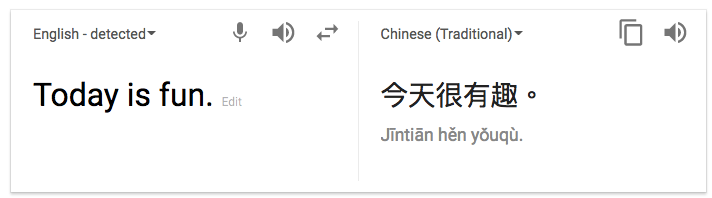 English - detected
Chinese (Traditional)
Today is fun. Edit
今天很有趣。
Jīntiān hěn yǒuqù.